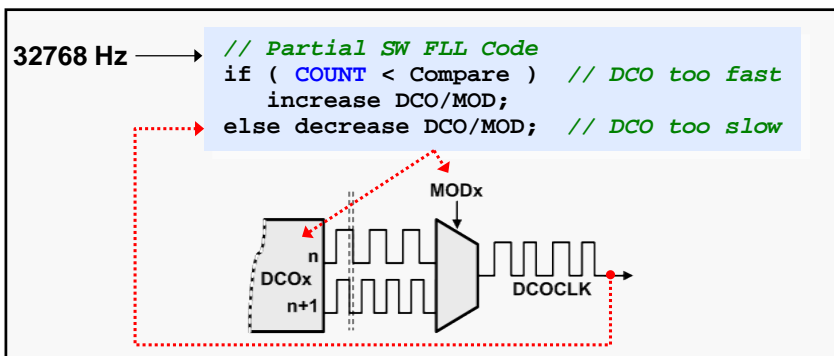 32768 Hz
// Partial SW FLL Code
if ( COUNT < Compare )  // DCO too fast
increase DCO/MOD;
else decrease DCO/MOD;  // DCO too slow
MODx
n
DCOx
n+1
DCOCLK